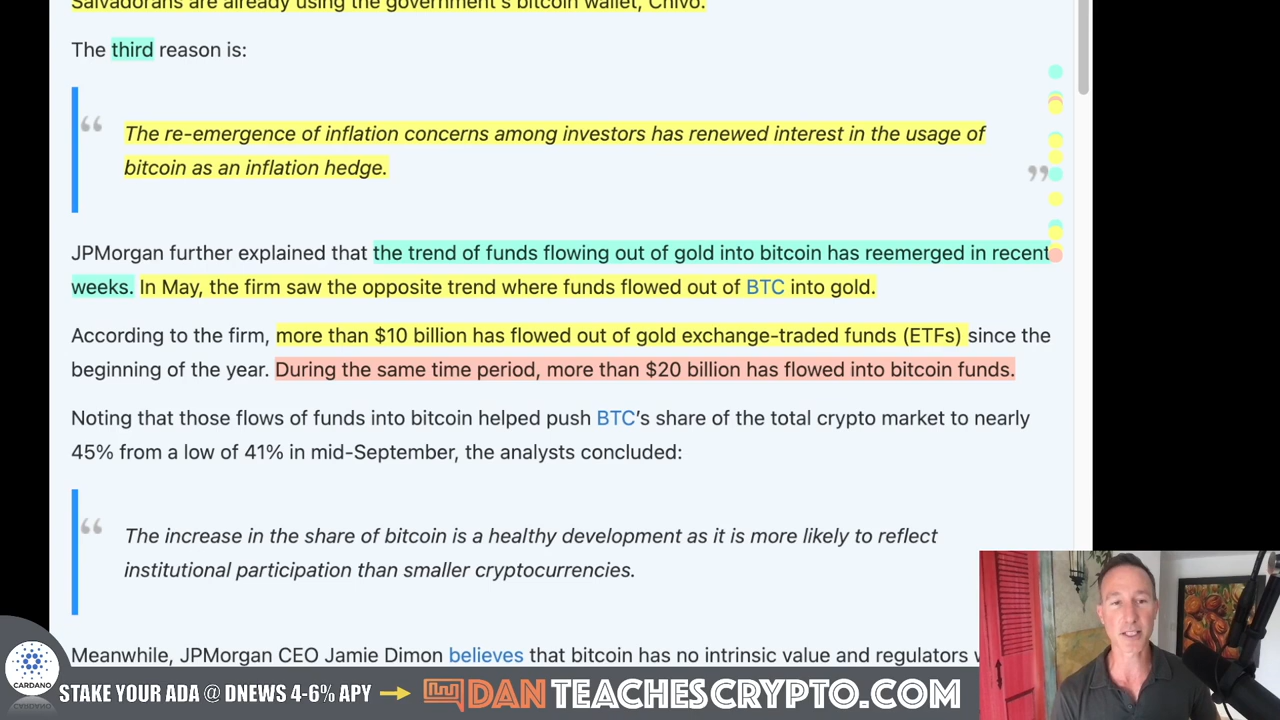 Salvadorans are already using the government's bitcoin wallet, Chivo.
The third reason is:
“
The re-emergence of inflation concerns among investors has renewed interest in the usage of
bitcoin as an inflation hedge.
”
JPMorgan further explained that the trend of funds flowing out of gold into bitcoin has reemerged in recent
weeks. In May, the firm saw the opposite trend where funds flowed out of BTC into gold.
According to the firm, more than $10 billion has flowed out of gold exchange-traded funds (ETFs) since the
beginning of the year. During the same time period, more than $20 billion has flowed into bitcoin funds.
Noting that those flows of funds into bitcoin helped push BTC’s share of the total crypto market to nearly
45% from a low of 41% in mid-September, the analysts concluded:
“
The increase in the share of bitcoin is a healthy development as it is more likely to reflect
institutional participation than smaller cryptocurrencies.
Meanwhile, JPMorgan CEO Jamie Dimon believes that bitcoin has no intrinsic value and regulators
CARDANO
STAKE YOUR ADA @ DNEWS 4-6% APY
DANTEACHESCRYPTO.COM